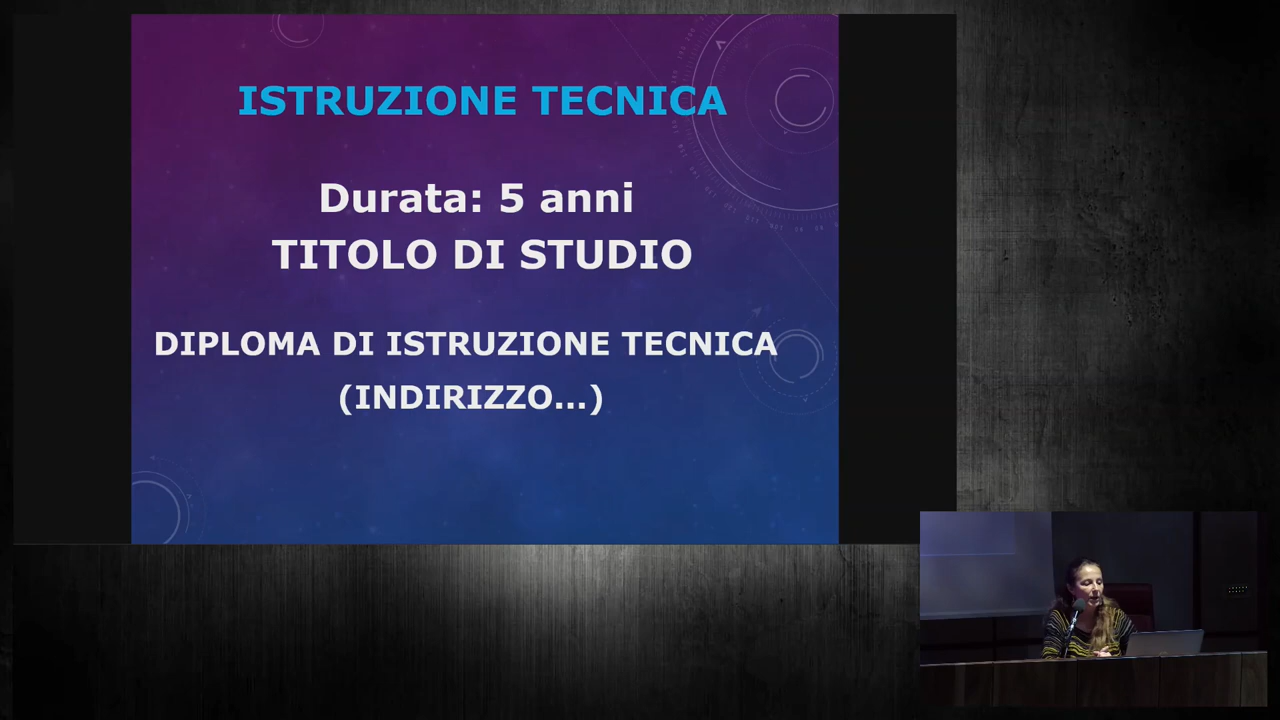 ISTRUZIONE TECNICA
Durata: 5 anni
TITOLO DI STUDIO
DIPLOMA DI ISTRUZIONE TECNICA
(INDIRIZZO...)